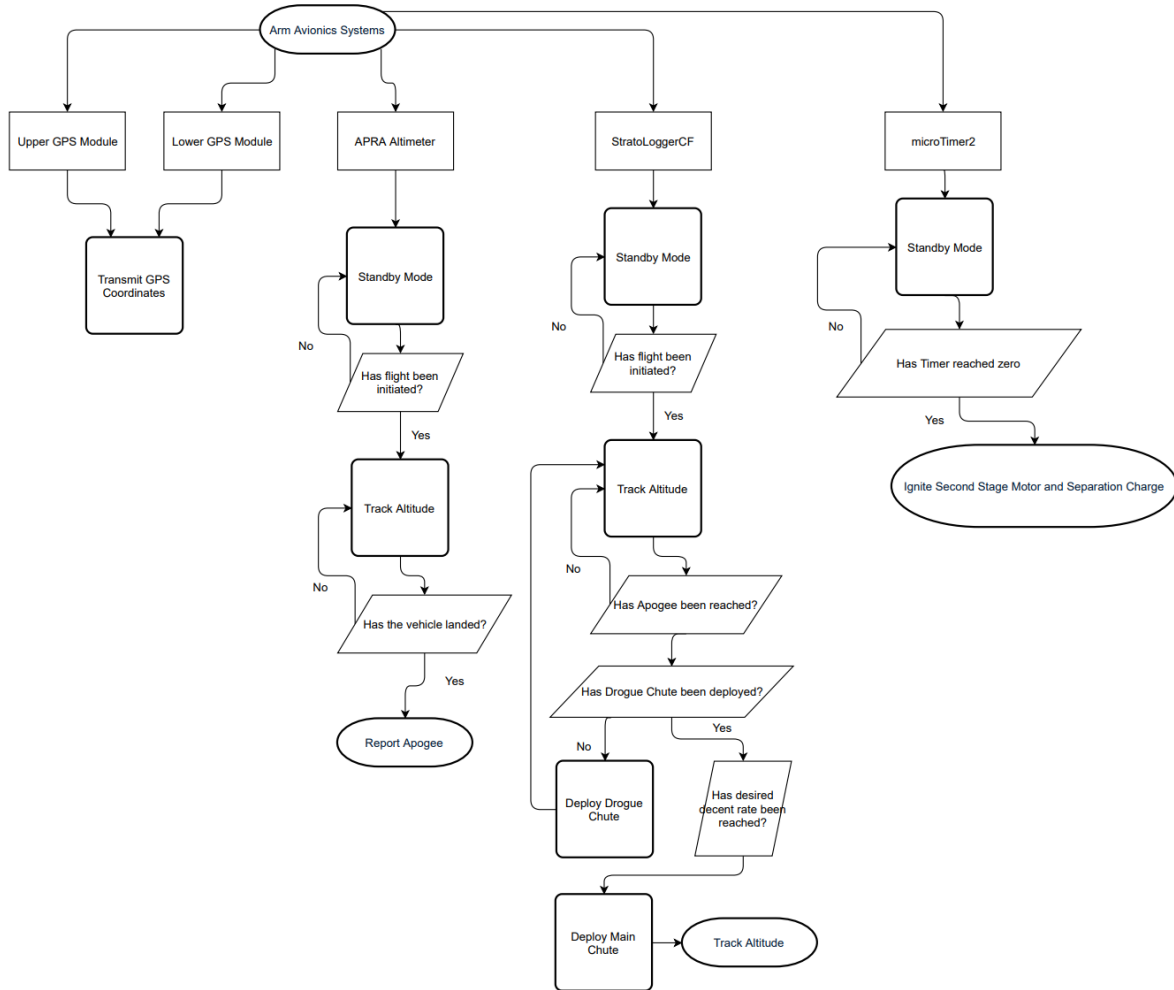 Arm Avionics Systems
Upper GPS Module
Lower GPS Module
APRA Altimeter
StratoLoggerCF
microTimer2
Transmit GPS
Coordinates
Standby Mode
Standby Mode
Standby Mode
No
No
No
Has flight been
initiated?
Has flight been
initiated?
Has Timer reached zero
Yes
Yes
Yes
Track Altitude
Track Altitude
Ignite Second Stage Motor and Separation Charge
No
No
Has the vehicle landed?
Has Apogee been reached?
Yes
Has Drogue Chute been deployed?
Report Apogee
No
Yes
Deploy Drogue
Chute
Has desired
decent rate been
reached?
Deploy Main
Chute
Track Altitude